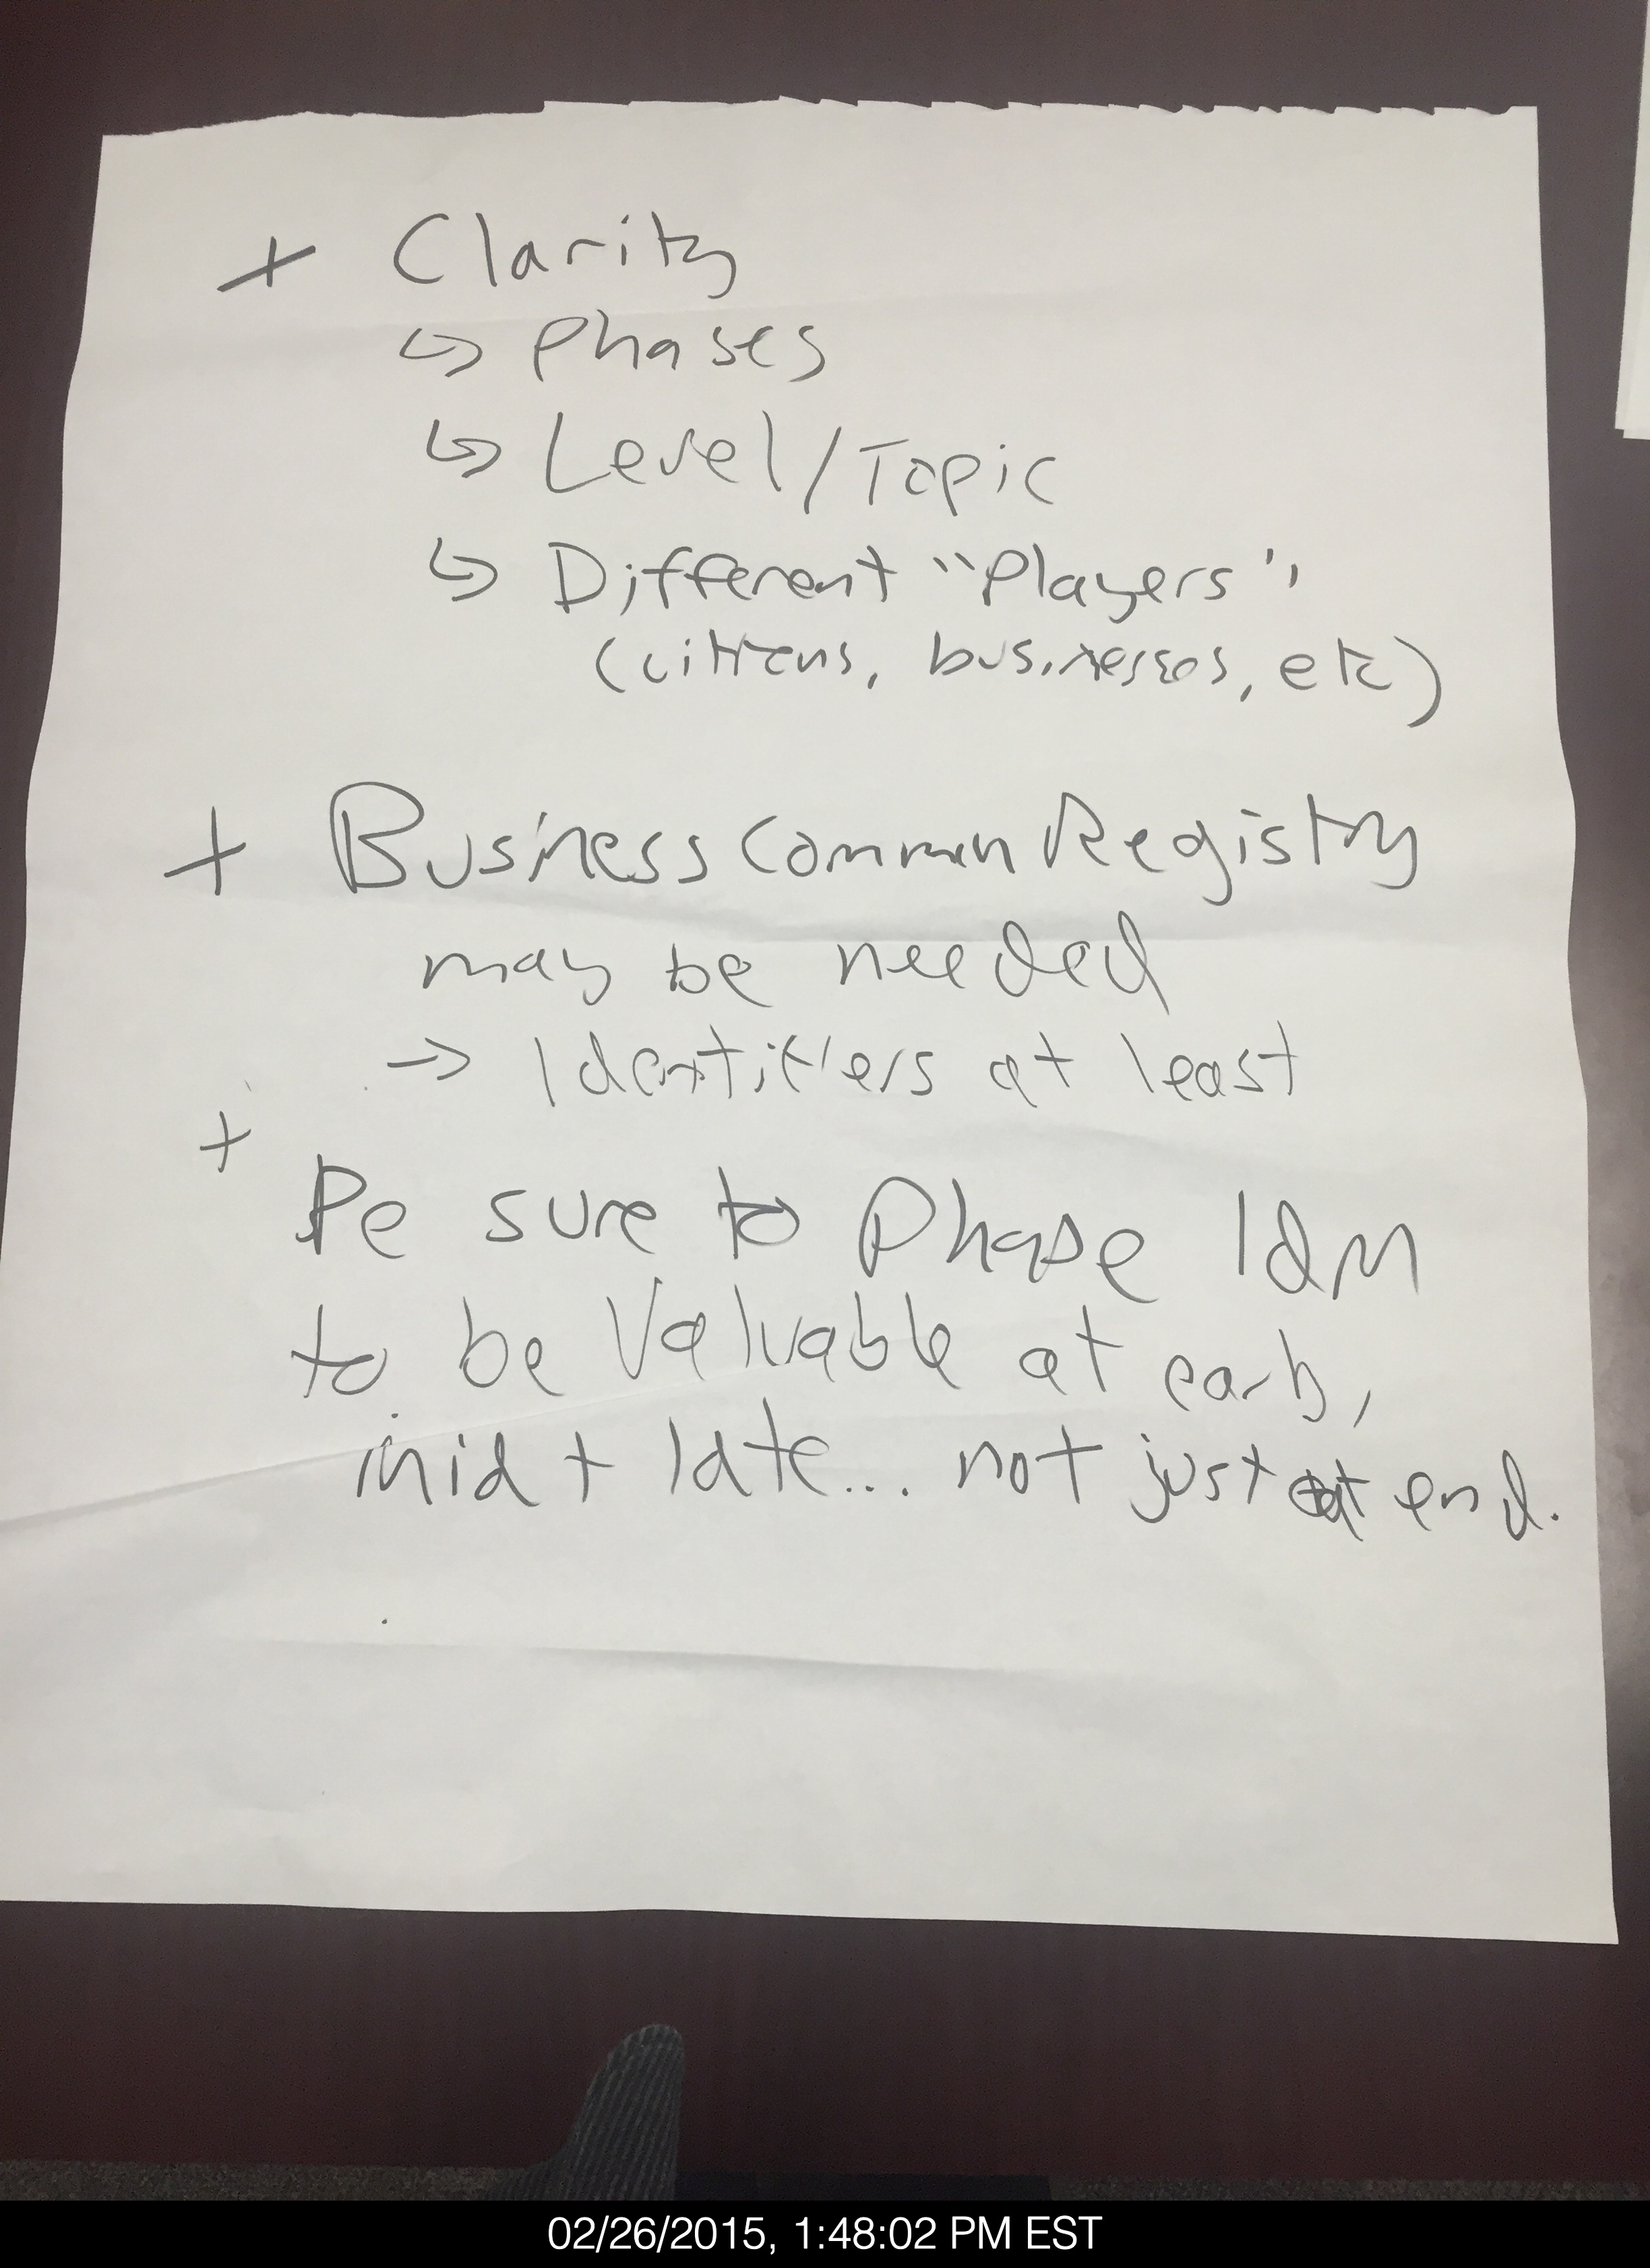 + Clarity
↳ Phases
↳ Level/Topic
↳ Different "Players"
(citizens, businesses, etc)
+ Business Common Registry
may be needed
→ Identifiers at least
+
Be sure to Phase IdM
to be Valuable at early,
mid + late... not just at end.
02/26/2015, 1:48:02 PM EST